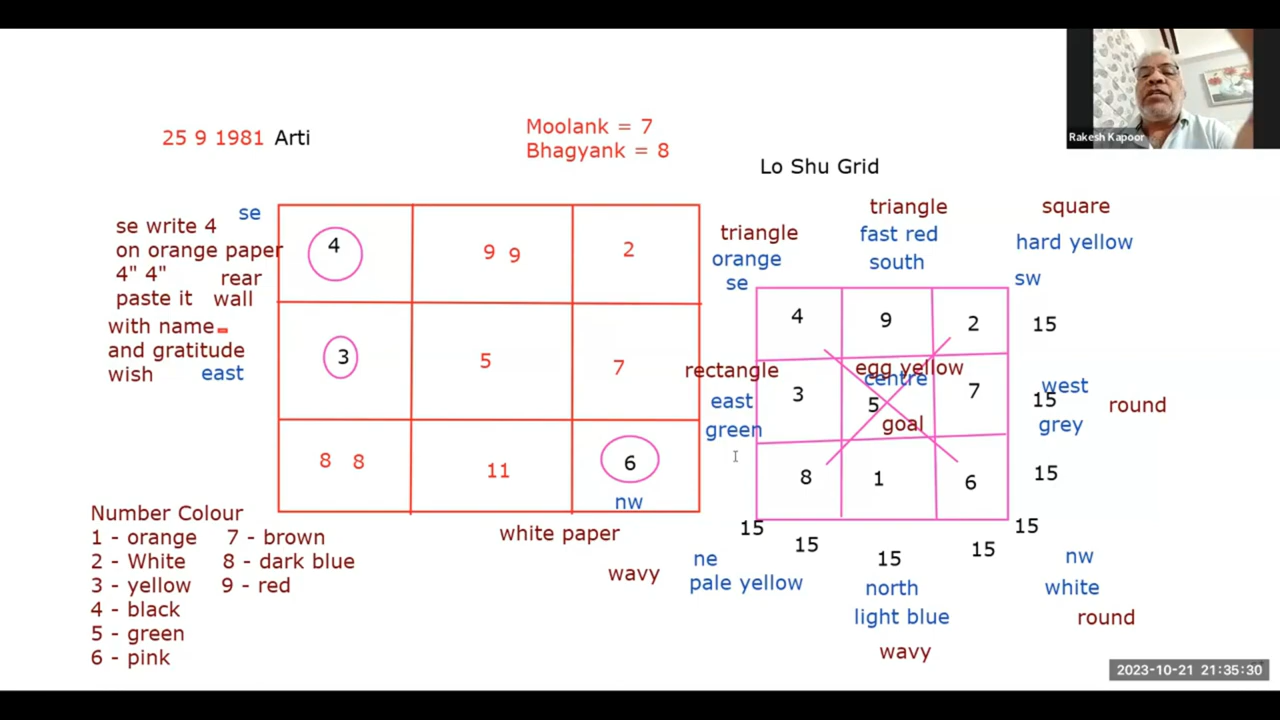 25 9 1981 Arti
Moolank = 7
Bhagyank = 8
Rakesh Kapoor
Lo Shu Grid
se write 4
on orange paper
4" 4"
paste it
rear
wall
with name-
and gratitude
wish
se
east
4
9 9
2
3
5
7
8 8
11
6
nw
white paper
wavy
Number Colour
1 - orange 7 - brown
2 - White 8 - dark blue
3 - yellow 9 - red
4 - black
5 - green
6 - pink
triangle
orange
se
triangle
fast red
south
square
hard yellow
sw
4 9 2 15
rectangle
east
green
egg yellow
centre
3 5 7 15
goal
west
grey
round
8 1 6 15
15 15 15 15 15
ne
pale yellow
north
light blue
wavy
nw
white
round
2023-10-21 21:35:30